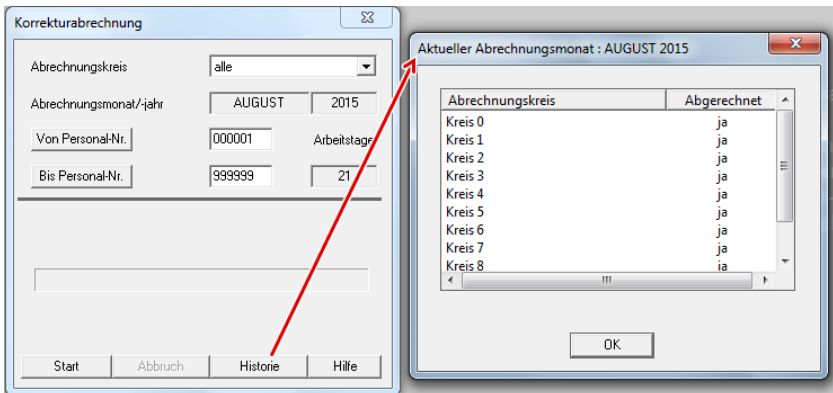 Korrekturabrechnung
Abrechnungskreis alle
Abrechnungsmonat/-jahr AUGUST 2015
Von Personal-Nr. 000001 Arbeitstage
Bis Personal-Nr. 999999 21
Start Abbruch Historie Hilfe
Aktueller Abrechnungsmonat : AUGUST 2015
Abrechnungskreis Abgerechnet
Kreis 0 ja
Kreis 1 ja
Kreis 2 ja
Kreis 3 ja
Kreis 4 ja
Kreis 5 ja
Kreis 6 ja
Kreis 7 ja
Kreis 8 ja
OK